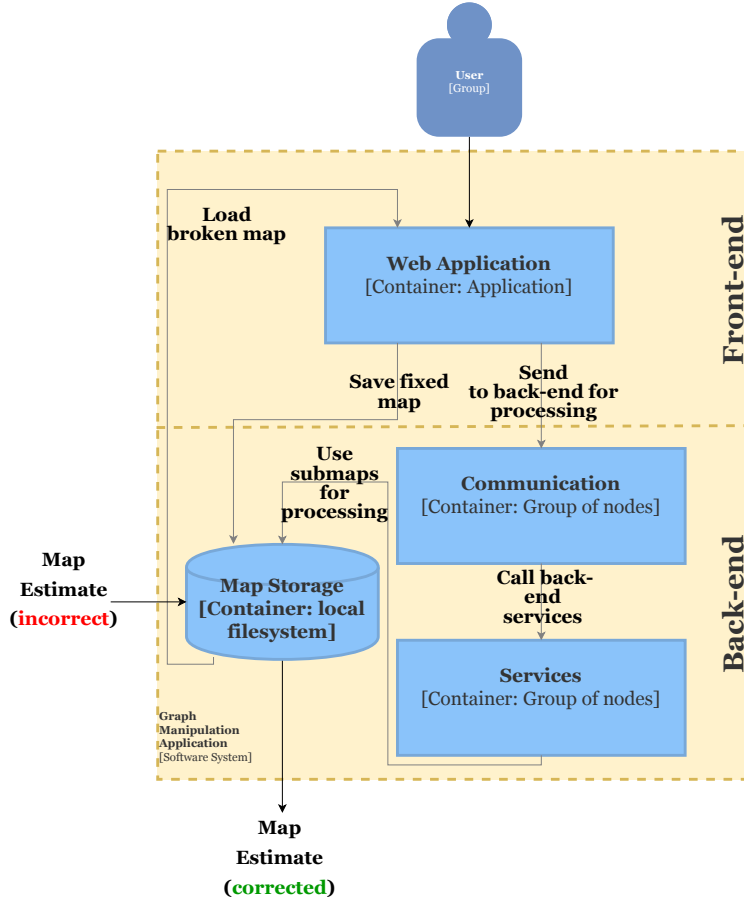 User
[Group]
Load
broken map
Web Application
[Container: Application]
Front-end
Save fixed
map
Send
to back-end for
processing
Use
submaps
for
processing
Communication
[Container: Group of nodes]
Map
Estimate
(incorrect)
Map Storage
[Container: local
filesystem]
Call back-
end
services
Back-end
Services
[Container: Group of nodes]
Graph
Manipulation
Application
[Software System]
Map
Estimate
(corrected)